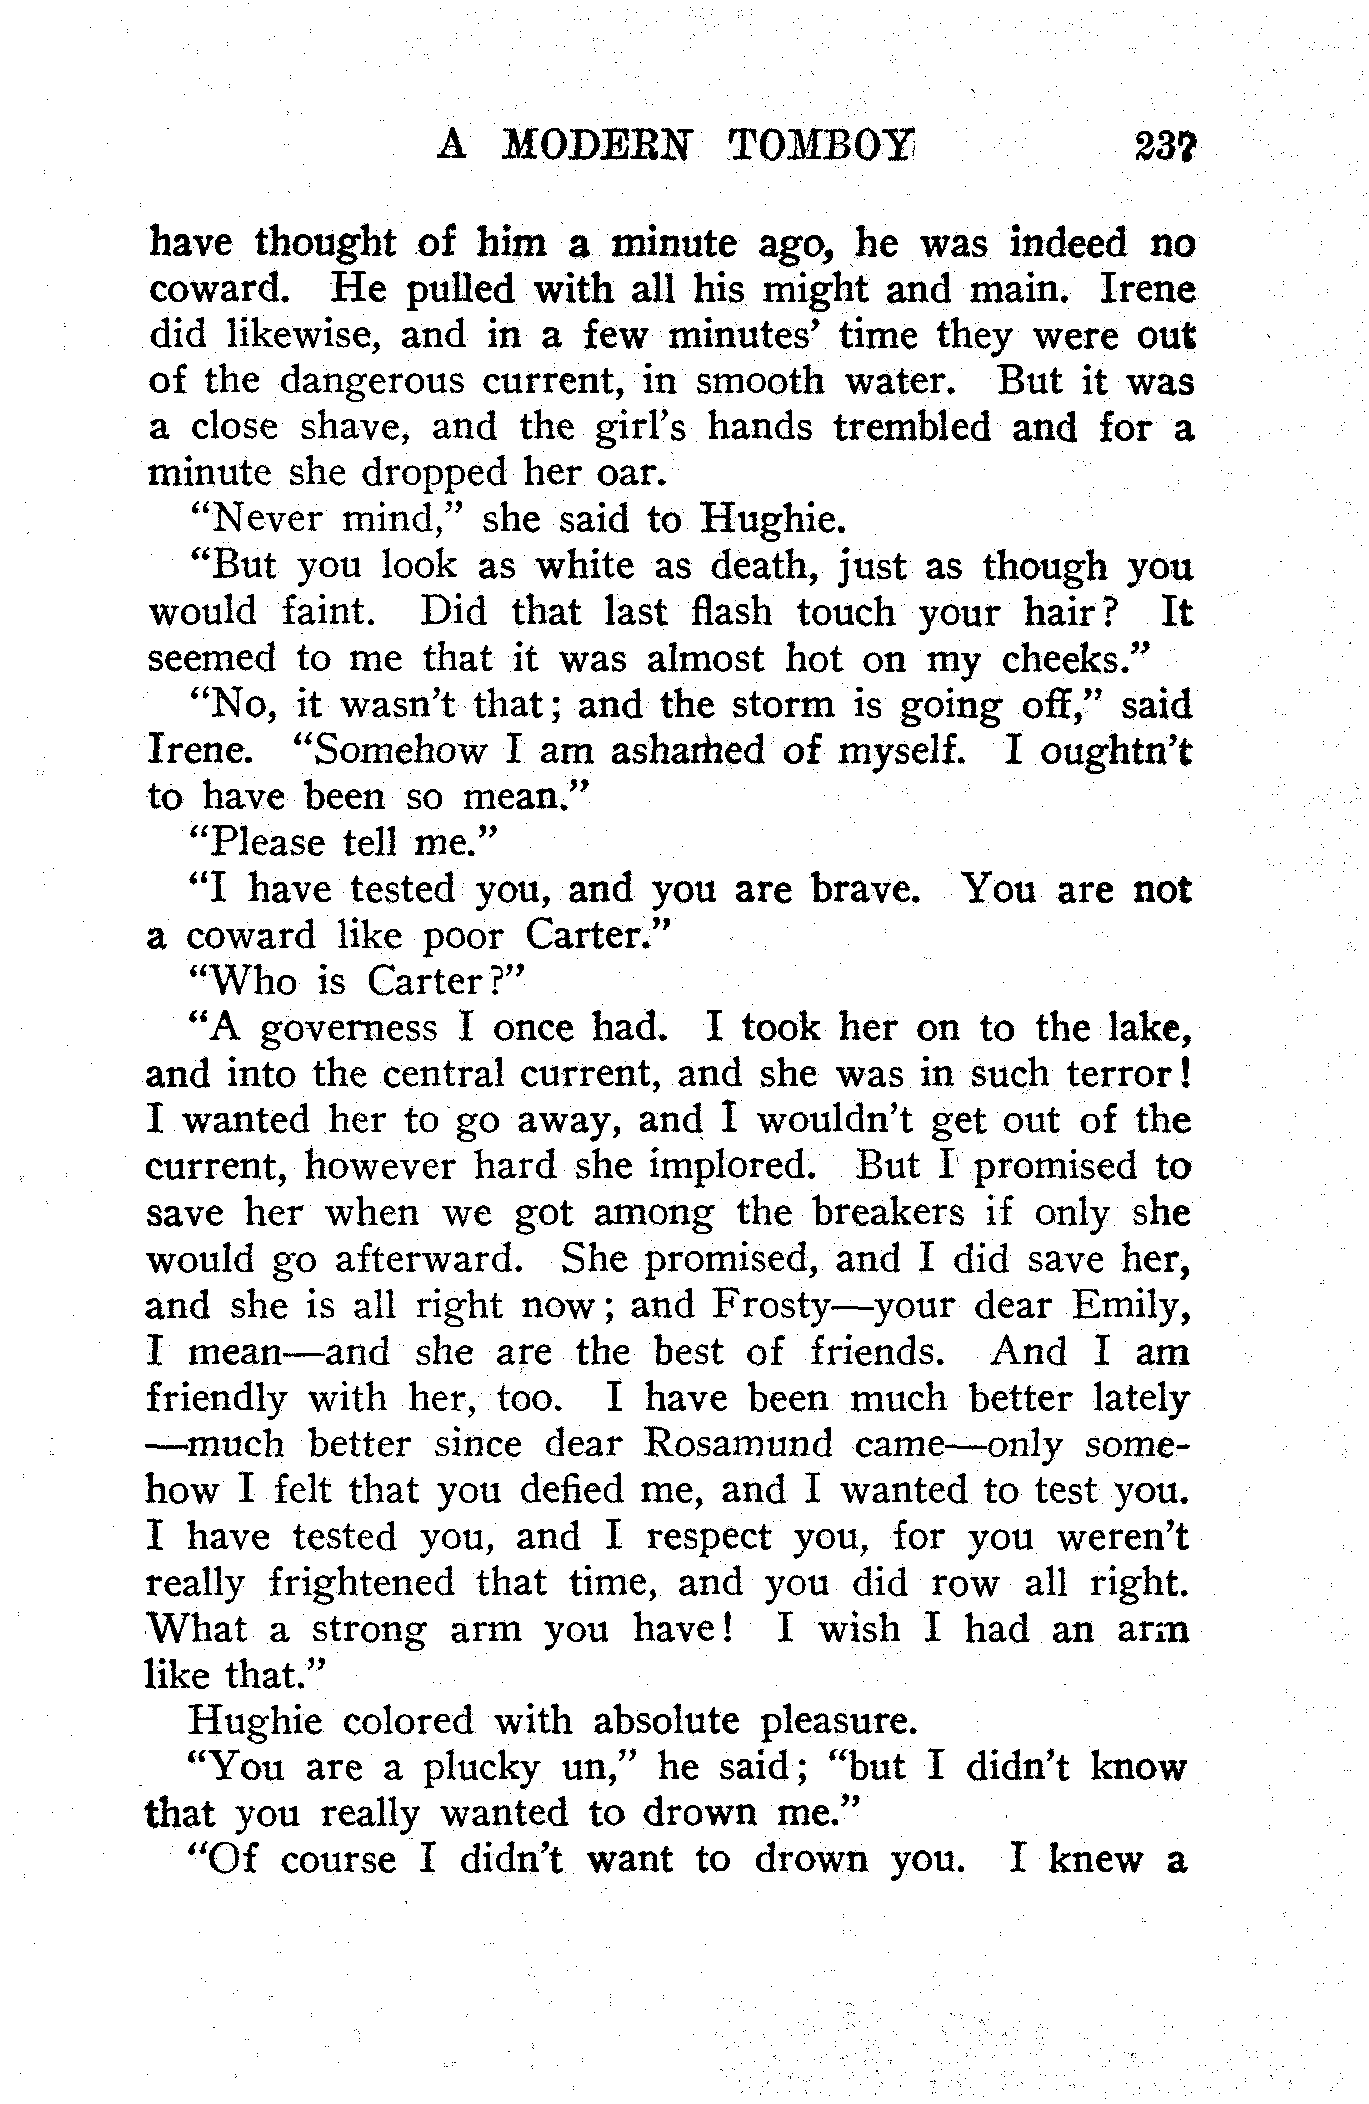 A MODERN TOMBOY 237
have thought of him a minute ago, he was indeed no
coward. He pulled with all his might and main. Irene
did likewise, and in a few minutes' time they were out
of the dangerous current, in smooth water. But it was
a close shave, and the girl's hands trembled and for a
minute she dropped her oar.
"Never mind," she said to Hughie.
"But you look as white as death, just as though you
would faint. Did that last flash touch your hair? It
seemed to me that it was almost hot on my cheeks."
"No, it wasn't that; and the storm is going off," said
Irene. "Somehow I am ashamed of myself. I oughtn't
to have been so mean."
"Please tell me."
"I have tested you, and you are brave. You are not
a coward like poor Carter."
"Who is Carter?"
"A governess I once had. I took her on to the lake,
and into the central current, and she was in such terror!
I wanted her to go away, and I wouldn't get out of the
current, however hard she implored. But I promised to
save her when we got among the breakers if only she
would go afterward. She promised, and I did save her,
and she is all right now; and Frosty—your dear Emily,
I mean—and she are the best of friends. And I am
friendly with her, too. I have been much better lately
—much better since dear Rosamund came—only some-
how I felt that you defied me, and I wanted to test you.
I have tested you, and I respect you, for you weren't
really frightened that time, and you did row all right.
What a strong arm you have! I wish I had an arm
like that."
Hughie colored with absolute pleasure.
"You are a plucky un," he said; "but I didn't know
that you really wanted to drown me."
"Of course I didn't want to drown you. I knew a